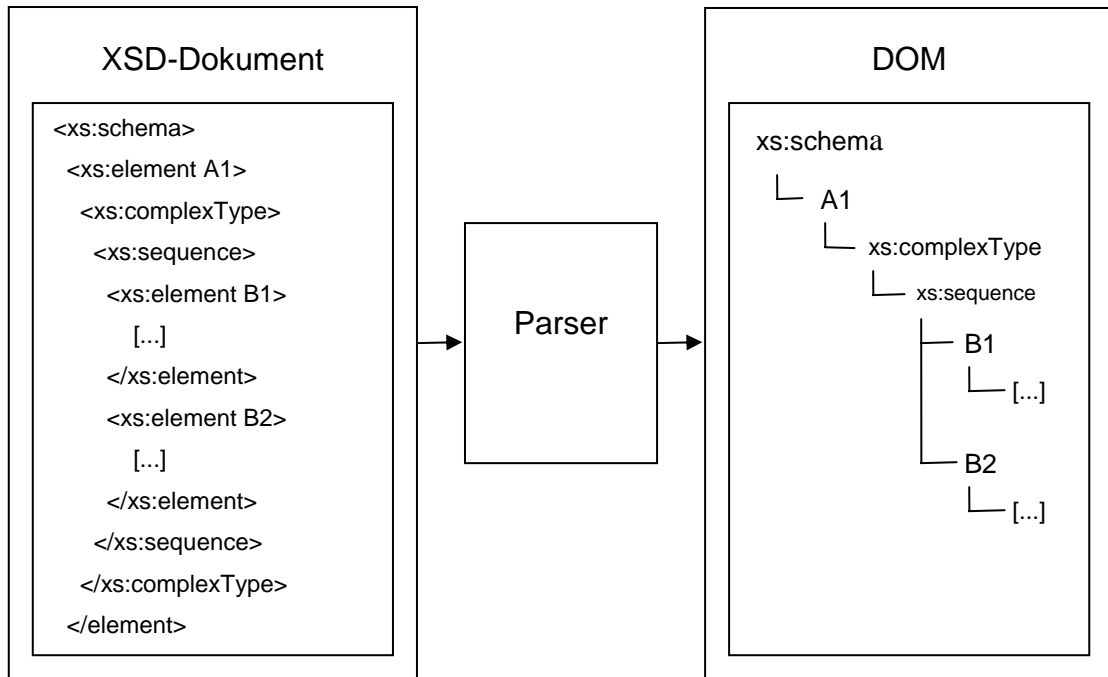 XSD-Dokument
<xs:schema>
<xs:element A1>
<xs:complexType>
<xs:sequence>
<xs:element B1>
[...]
</xs:element>
<xs:element B2>
[...]
</xs:element>
</xs:sequence>
</xs:complexType>
</element>
Parser
DOM
xs:schema
A1
xs:complexType
xs:sequence
B1
[...]
B2
[...]